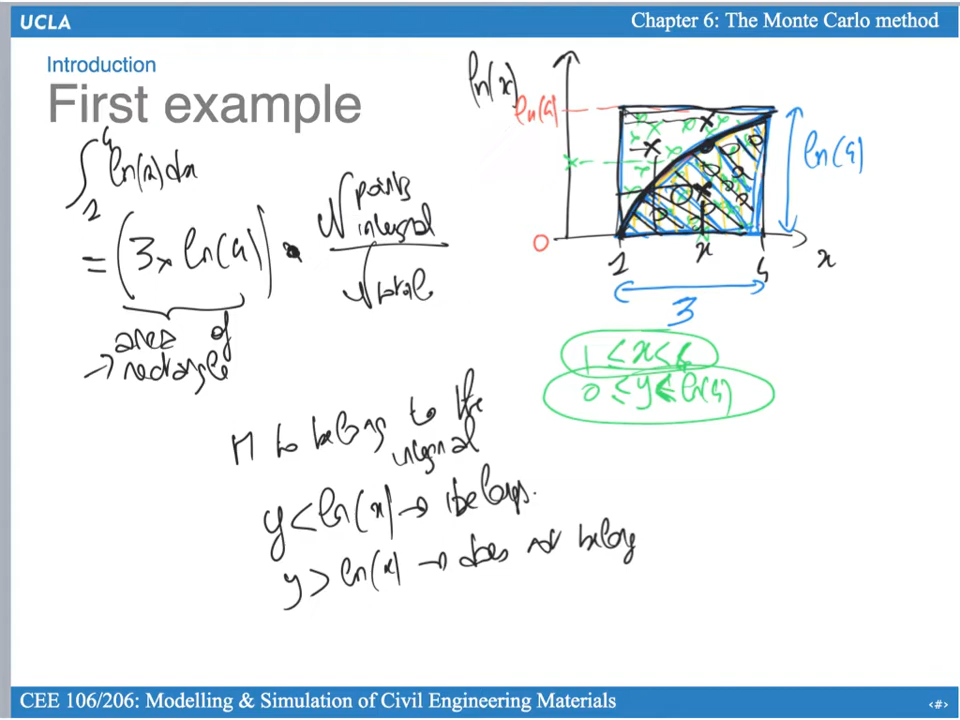 UCLA
Chapter 6: The Monte Carlo method
Introduction
First example
ln(x)
ln(4)
0
1
x
4
x
3
ln(4)
∫₁⁴ ln(x)dx
= (3 × ln(4)) • N points integral / N total
area of
→ rectangle
1 ≤ x ≤ 4
0 ≤ y ≤ ln(4)
M to belong to the
integral
y < ln(x) → belongs.
y > ln(x) → does not belong
CEE 106/206: Modelling & Simulation of Civil Engineering Materials
‹#›